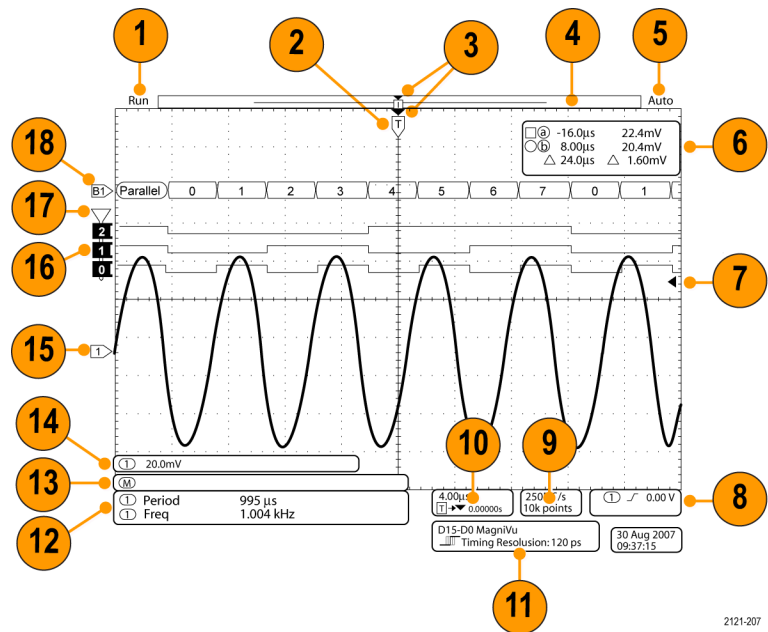 1
2
3
4
5
Run
Auto
T
6
ⓐ -16.0µs 22.4mV
ⓑ 8.00µs 20.4mV
△ 24.0µs △ 1.60mV
18
B1
Parallel 0 1 2 3 4 5 6 7 0 1
17
2
16
1
0
7
15
1
14
10
9
① 20.0mV
13
Ⓜ
① Period 995 µs
① Freq 1.004 kHz
12
4.00µs
T →▼ 0.00000s
10k points
① 0.00 V
8
D15-D0 MagniVu
Timing Resolusion: 120 ps
30 Aug 2007
09:37:15
11
2121-207